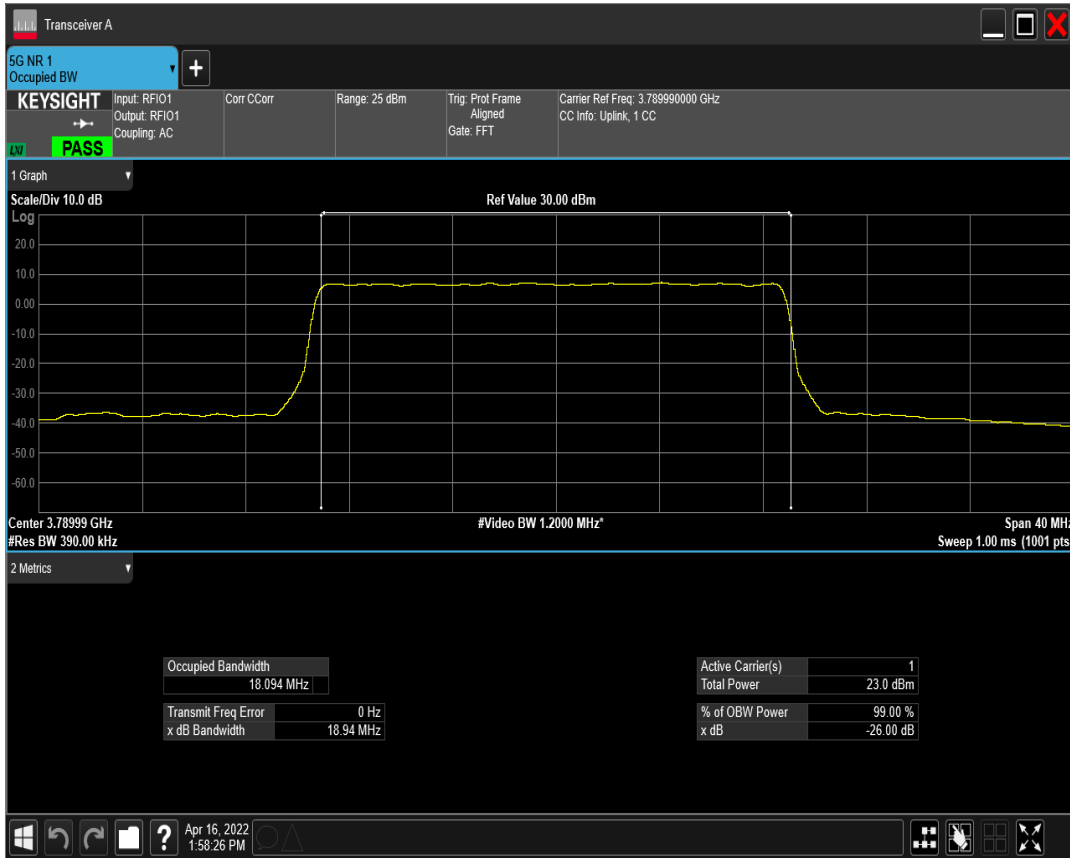 Transceiver A
5G NR 1
Occupied BW
+
KEYSIGHT
LXI
PASS
Input: RFIO1
Output: RFIO1
Coupling: AC
Corr CCorr
Range: 25 dBm
Trig: Prot Frame
Aligned
Gate: FFT
Carrier Ref Freq: 3.789990000 GHz
CC Info: Uplink, 1 CC
1 Graph
Scale/Div 10.0 dB
Ref Value 30.00 dBm
Log
20.0
10.0
0.00
-10.0
-20.0
-30.0
-40.0
-50.0
-60.0
Center 3.78999 GHz
#Video BW 1.2000 MHz*
Span 40 MHz
#Res BW 390.00 kHz
Sweep 1.00 ms (1001 pts
2 Metrics
Occupied Bandwidth
18.094 MHz
Transmit Freq Error 0 Hz
x dB Bandwidth 18.94 MHz
Active Carrier(s) 1
Total Power 23.0 dBm
% of OBW Power 99.00 %
x dB -26.00 dB
?
Apr 16, 2022
1:58:26 PM